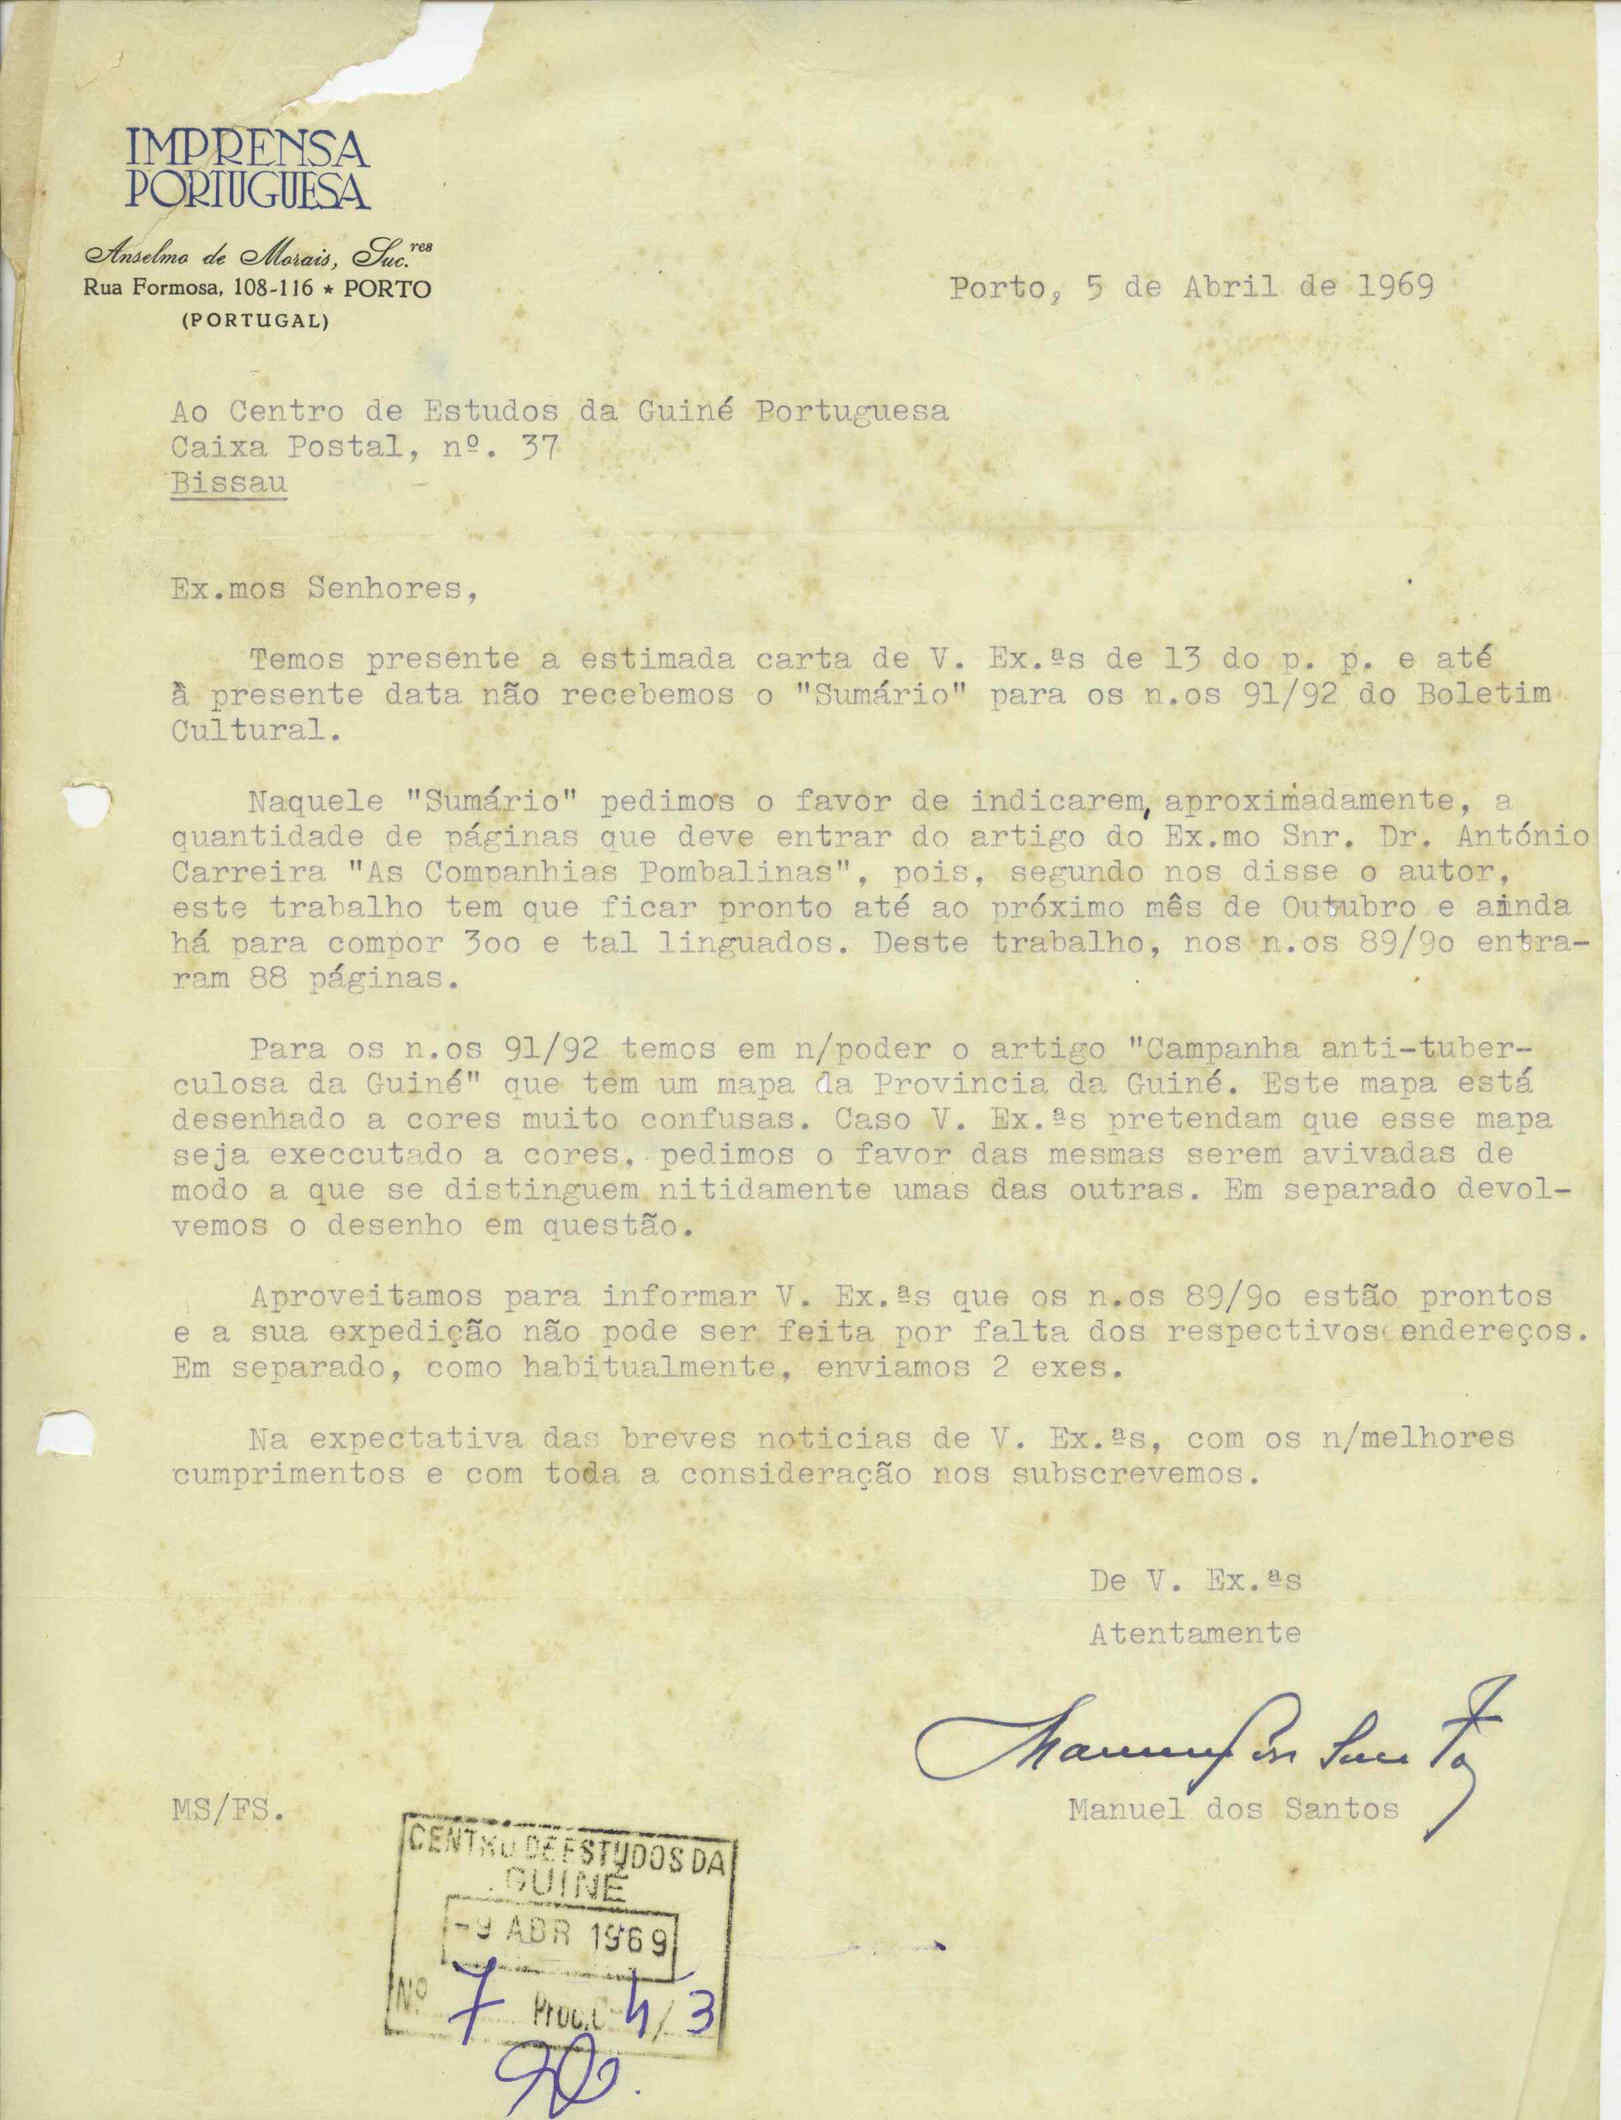 IMPRENSA
PORTUGUESA
Anselmo de Morais, Suc.res
Rua Formosa, 108-116 ★ PORTO
(PORTUGAL)
Porto, 5 de Abril de 1969
Ao Centro de Estudos da Guiné Portuguesa
Caixa Postal, nº. 37
Bissau
Ex.mos Senhores,
Temos presente a estimada carta de V. Ex.ªs de 13 do p. p. e até
à presente data não recebemos o "Sumário" para os n.os 91/92 do Boletim
Cultural.
Naquele "Sumário" pedimos o favor de indicarem, aproximadamente, a
quantidade de páginas que deve entrar do artigo do Ex.mo Snr. Dr. António
Carreira "As Companhias Pombalinas", pois, segundo nos disse o autor,
este trabalho tem que ficar pronto até ao próximo mês de Outubro e ainda
há para compor 3oo e tal linguados. Deste trabalho, nos n.os 89/9o entra-
ram 88 páginas.
Para os n.os 91/92 temos em n/poder o artigo "Campanha anti-tuber-
culosa da Guiné" que tem um mapa da Provincia da Guiné. Este mapa está
desenhado a cores muito confusas. Caso V. Ex.ªs pretendam que esse mapa
seja execcutado a cores, pedimos o favor das mesmas serem avivadas de
modo a que se distinguem nitidamente umas das outras. Em separado devol-
vemos o desenho em questão.
Aproveitamos para informar V. Ex.ªs que os n.os 89/9o estão prontos
e a sua expedição não pode ser feita por falta dos respectivos endereços.
Em separado, como habitualmente, enviamos 2 exes.
Na expectativa das breves noticias de V. Ex.ªs, com os n/melhores
cumprimentos e com toda a consideração nos subscrevemos.
De V. Ex.ªs
Atentamente
Manuel dos Santos
MS/FS.
Manuel dos Santos
CENTRO DE ESTUDOS DA
GUINÉ
-9 ABR 1969
Nº 7 Proc. 4/3